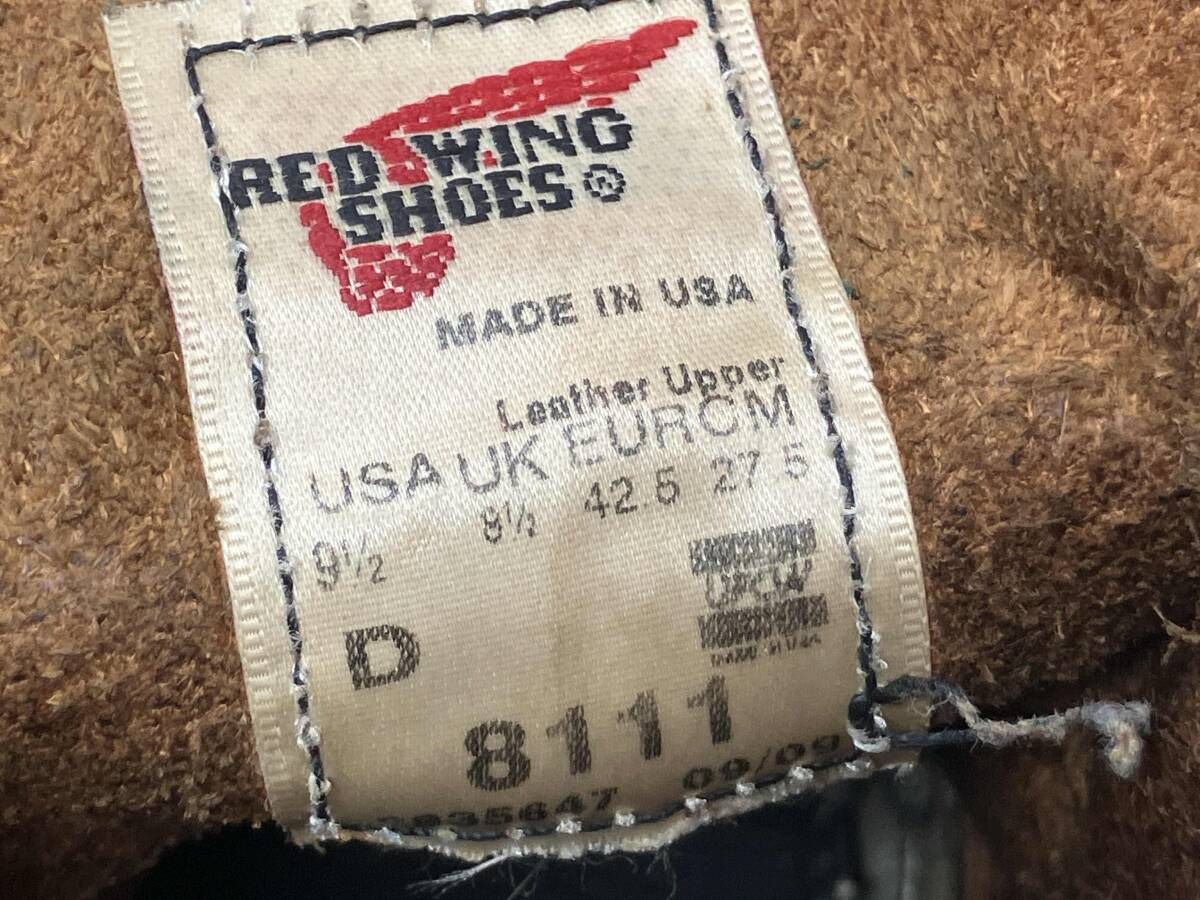 RED WING
SHOES®
MADE IN USA
Leather Upper
USA UK EUR CM
9½ 8½ 42.5 27.5
D
8111
09/09